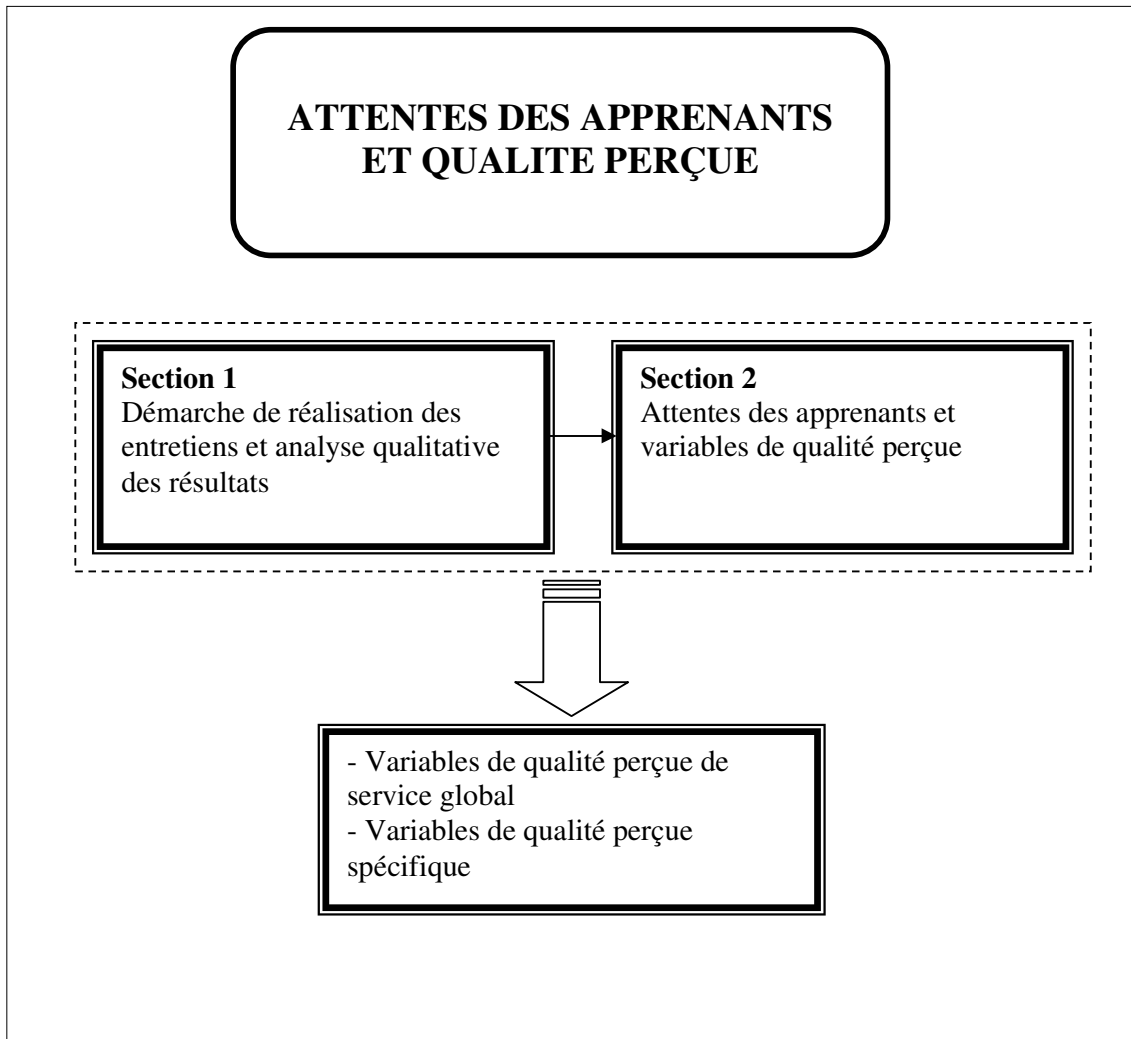 ATTENTES DES APPRENANTS
ET QUALITE PERÇUE
Section 1
Démarche de réalisation des
entretiens et analyse qualitative
des résultats
Section 2
Attentes des apprenants et
variables de qualité perçue
- Variables de qualité perçue de
service global
- Variables de qualité perçue
spécifique